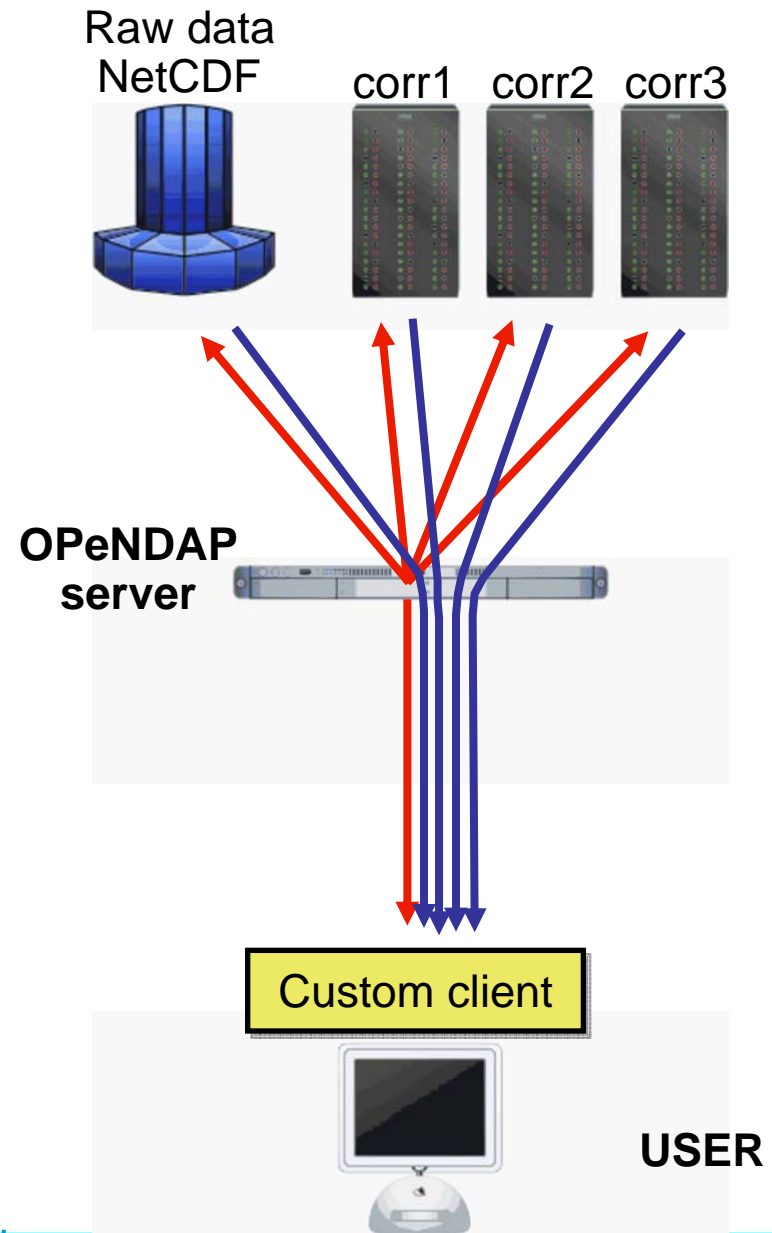 Raw data
NetCDF
corr1 corr2 corr3
OPeNDAP
server
Custom client
USER